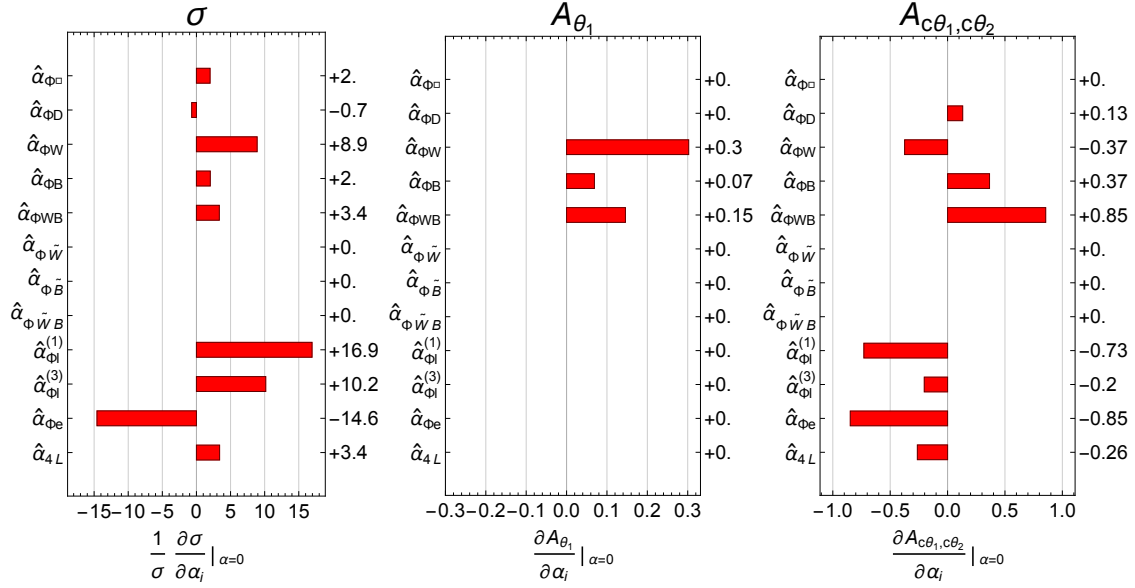 σ
α̂_Φ□ +2.
α̂_ΦD −0.7
α̂_ΦW +8.9
α̂_ΦB +2.
α̂_ΦWB +3.4
α̂_ΦW̃ +0.
α̂_ΦB̃ +0.
α̂_ΦW̃B +0.
α̂_Φl^(1) +16.9
α̂_Φl^(3) +10.2
α̂_Φe −14.6
α̂_4L +3.4
−15 −10 −5 0 5 10 15
1/σ ∂σ/∂α_i |_α=0
A_θ₁
α̂_Φ□ +0.
α̂_ΦD +0.
α̂_ΦW +0.3
α̂_ΦB +0.07
α̂_ΦWB +0.15
α̂_ΦW̃ +0.
α̂_ΦB̃ +0.
α̂_ΦW̃B +0.
α̂_Φl^(1) +0.
α̂_Φl^(3) +0.
α̂_Φe +0.
α̂_4L +0.
−0.3 −0.2 −0.1 0.0 0.1 0.2 0.3
∂A_θ₁/∂α_i |_α=0
A_cθ₁,cθ₂
α̂_Φ□ +0.
α̂_ΦD +0.13
α̂_ΦW −0.37
α̂_ΦB +0.37
α̂_ΦWB +0.85
α̂_ΦW̃ +0.
α̂_ΦB̃ +0.
α̂_ΦW̃B +0.
α̂_Φl^(1) −0.73
α̂_Φl^(3) −0.2
α̂_Φe −0.85
α̂_4L −0.26
−1.0 −0.5 0.0 0.5 1.0
∂A_cθ₁,cθ₂/∂α_i |_α=0